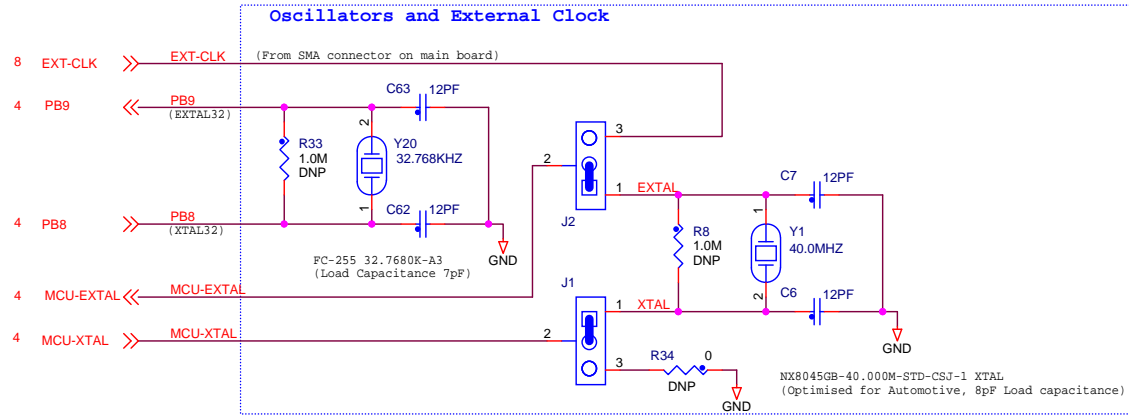 Oscillators and External Clock
8 EXT-CLK EXT-CLK (From SMA connector on main board)
4 PB9 PB9
(EXTAL32)
C63 12PF
2
R33
1.0M
DNP
Y20
32.768KHZ
1
4 PB8 PB8
(XTAL32)
C62 12PF
GND
FC-255 32.7680K-A3
(Load Capacitance 7pF)
3
2
1
J2
EXTAL
C7 12PF
R8
1.0M
DNP
1
Y1
40.0MHZ
2
4 MCU-EXTAL MCU-EXTAL
J1
1
XTAL
C6 12PF
4 MCU-XTAL MCU-XTAL
2
3
R34 0
DNP
GND
GND
NX8045GB-40.000M-STD-CSJ-1 XTAL
(Optimised for Automotive, 8pF Load capacitance)